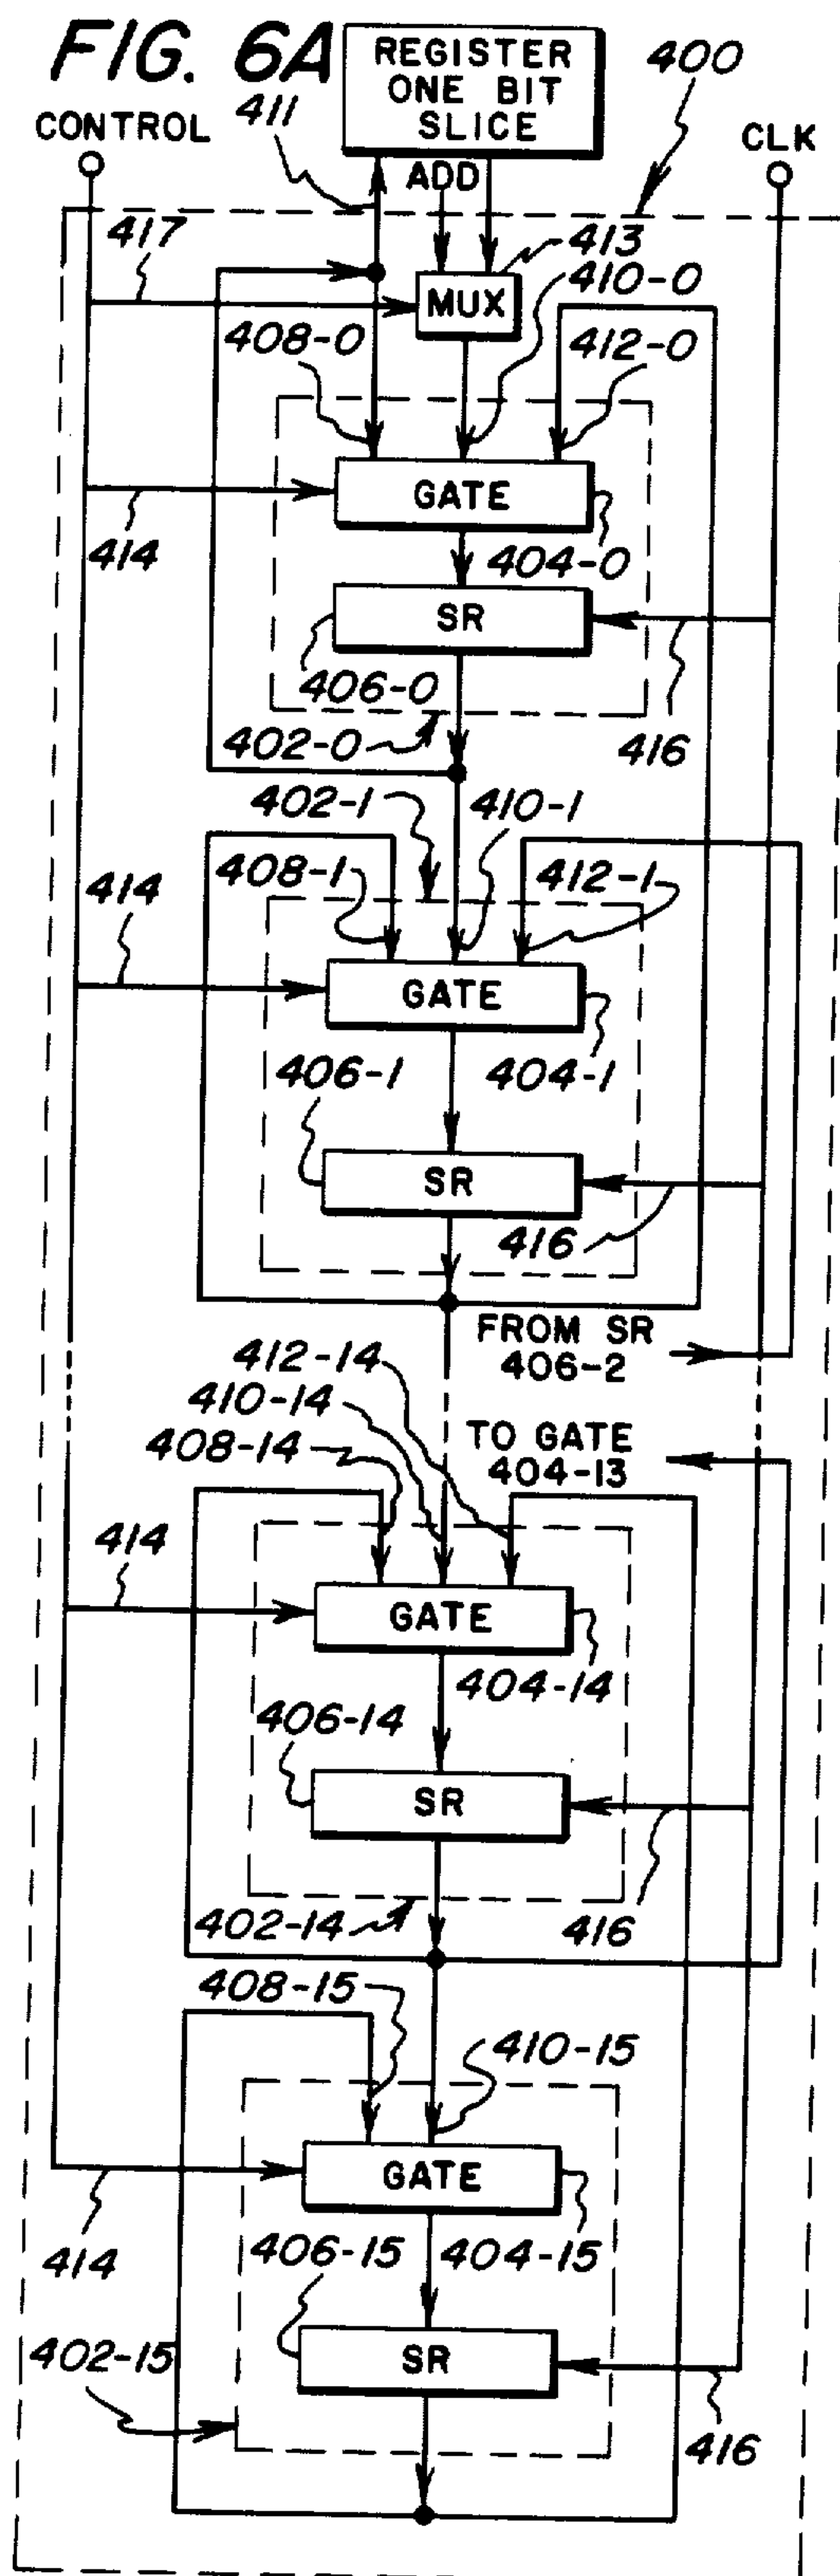 FIG. 6A
REGISTER
ONE BIT
SLICE
400
CONTROL
411
CLK
ADD
417
413
MUX
410-0
408-0
412-0
GATE
414
404-0
SR
406-0
402-0
416
402-1
410-1
414
408-1
412-1
GATE
406-1
404-1
SR
416
FROM SR
406-2
412-14
410-14
408-14
TO GATE
404-13
414
GATE
404-14
406-14
SR
402-14
416
408-15
410-15
GATE
414
406-15
404-15
402-15
SR
416